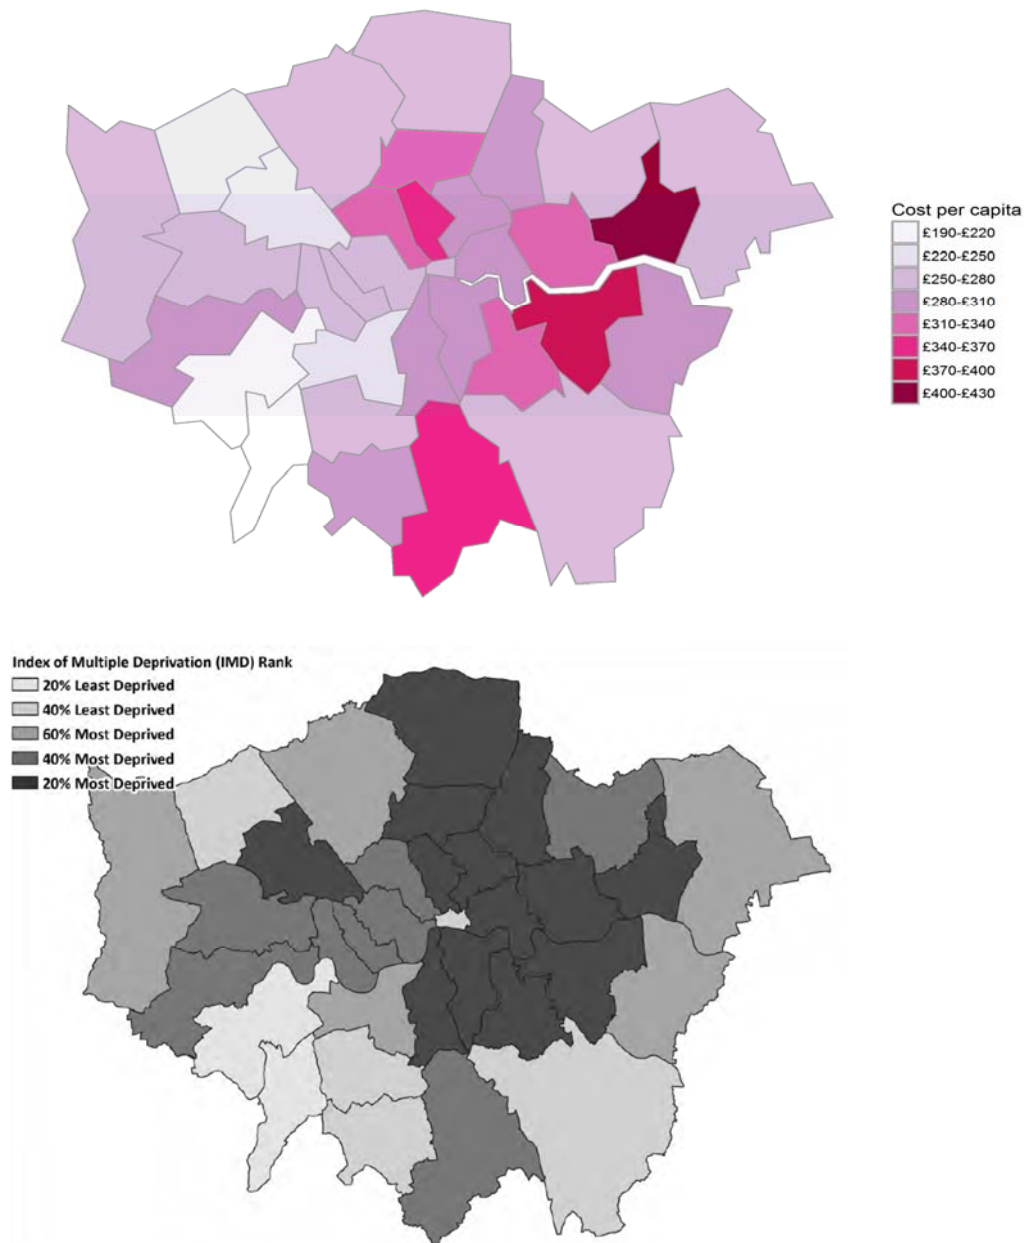 Cost per capita
£190-£220
£220-£250
£250-£280
£280-£310
£310-£340
£340-£370
£370-£400
£400-£430
Index of Multiple Deprivation (IMD) Rank
20% Least Deprived
40% Least Deprived
60% Most Deprived
40% Most Deprived
20% Most Deprived